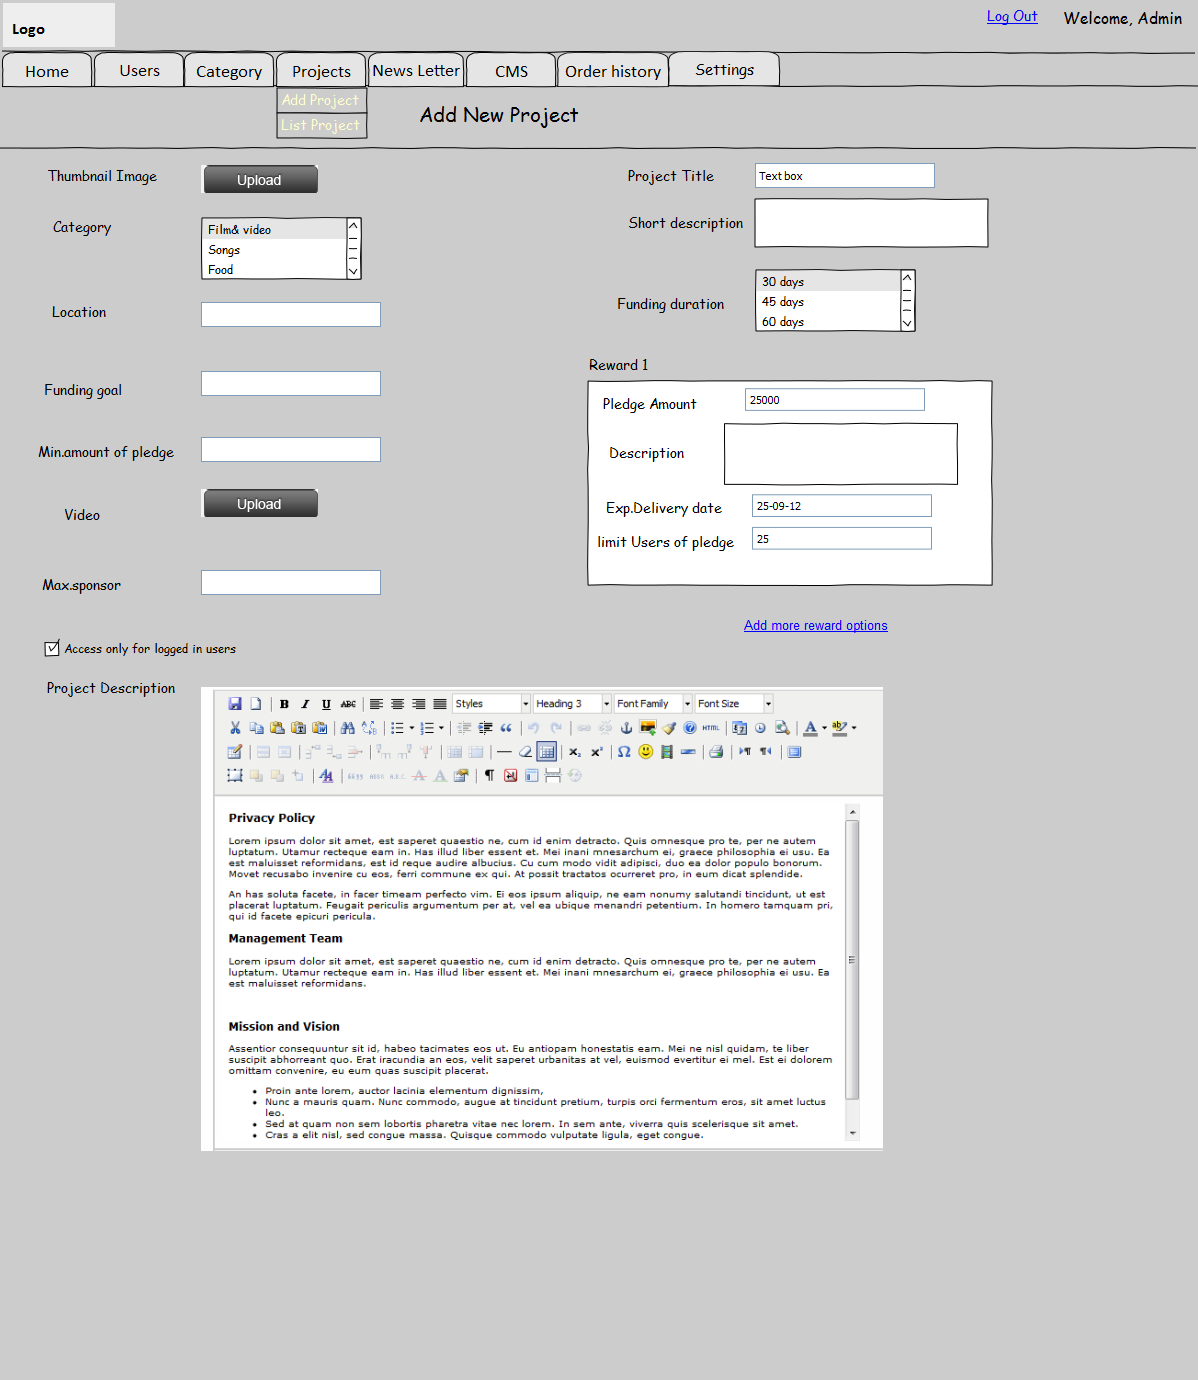 Logo
Log Out
Welcome, Admin
Home
Users
Category
Projects
News Letter
CMS
Order history
Settings
Add Project
List Project
Add New Project
Thumbnail Image
Upload
Category
Film& video
Songs
Food
Location
Funding goal
Min.amount of pledge
Video
Upload
Max.sponsor
Access only for logged in users
Project Title
Text box
Short description
Funding duration
30 days
45 days
60 days
Reward 1
Pledge Amount
25000
Description
Exp.Delivery date
25-09-12
limit Users of pledge
25
Add more reward options
Project Description
B I U ABC
Styles
Heading 3
Font Family
Font Size
HTML
Privacy Policy
Lorem ipsum dolor sit amet, est saperet quaestio ne, cum id enim detracto. Quis omnesque pro te, per ne autem
luptatum. Utamur recteque eam in. Has illud liber essent et. Mei inani mnesarchum ei, graece philosophia ei usu. Ea
est maluisset reformidans, est id reque audire albucius. Cu cum modo vidit adipisci, duo ea dolor populo bonorum.
Movet recusabo invenire cu eos, ferri commune ex qui. At possit tractatos ocurreret pro, in eum dicat splendide.
An has soluta facete, in facer timeam perfecto vim. Ei eos ipsum aliquip, ne eam nonumy salutandi tincidunt, ut est
placerat luptatum. Feugait periculis argumentum per at, vel ea ubique menandri petentium. In homero tamquam pri,
qui id facete epicuri pericula.
Management Team
Lorem ipsum dolor sit amet, est saperet quaestio ne, cum id enim detracto. Quis omnesque pro te, per ne autem
luptatum. Utamur recteque eam in. Has illud liber essent et. Mei inani mnesarchum ei, graece philosophia ei usu. Ea
est maluisset reformidans.
Mission and Vision
Assentior consequuntur sit id, habeo tacimates eos ut. Eu antiopam honestatis eam. Mei ne nisl quidam, te liber
suscipit abhorreant quo. Erat iracundia an eos, velit saperet urbanitas at vel, euismod evertitur ei mel. Est ei dolorem
omittam convenire, eu eum quas suscipit placerat.
• Proin ante lorem, auctor lacinia elementum dignissim,
• Nunc a mauris quam. Nunc commodo, augue at tincidunt pretium, turpis orci fermentum eros, sit amet luctus
leo.
• Sed at quam non sem lobortis pharetra vitae nec lorem. In sem ante, viverra quis scelerisque sit amet.
• Cras a elit nisl, sed congue massa. Quisque commodo vulputate ligula, eget congue.